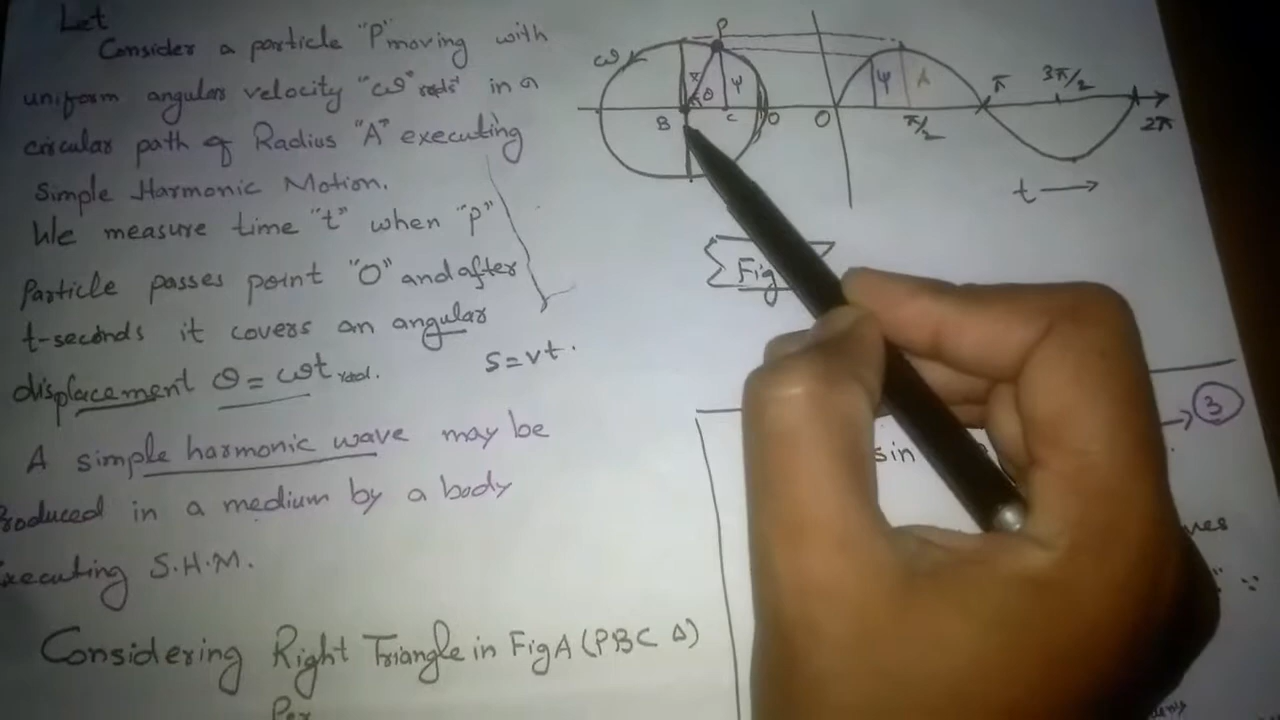 Let
Consider a particle "P" moving with
uniform angular velocity "ω" in a
circular path of Radius "A" executing
Simple Harmonic Motion.
We measure time "t" when "P"
Particle passes point "O" and after
t-seconds it covers an angular
displacement θ = ωt rad.
S = vt.
A simple harmonic wave may be
Produced in a medium by a body
executing S.H.M.
Considering Right Triangle in Fig A (PBC Δ)
Per
ω
P
θ
ψ
B
C
O
O
ψ
A
π/2
π
3π/2
2π
t
Fig
3
sin